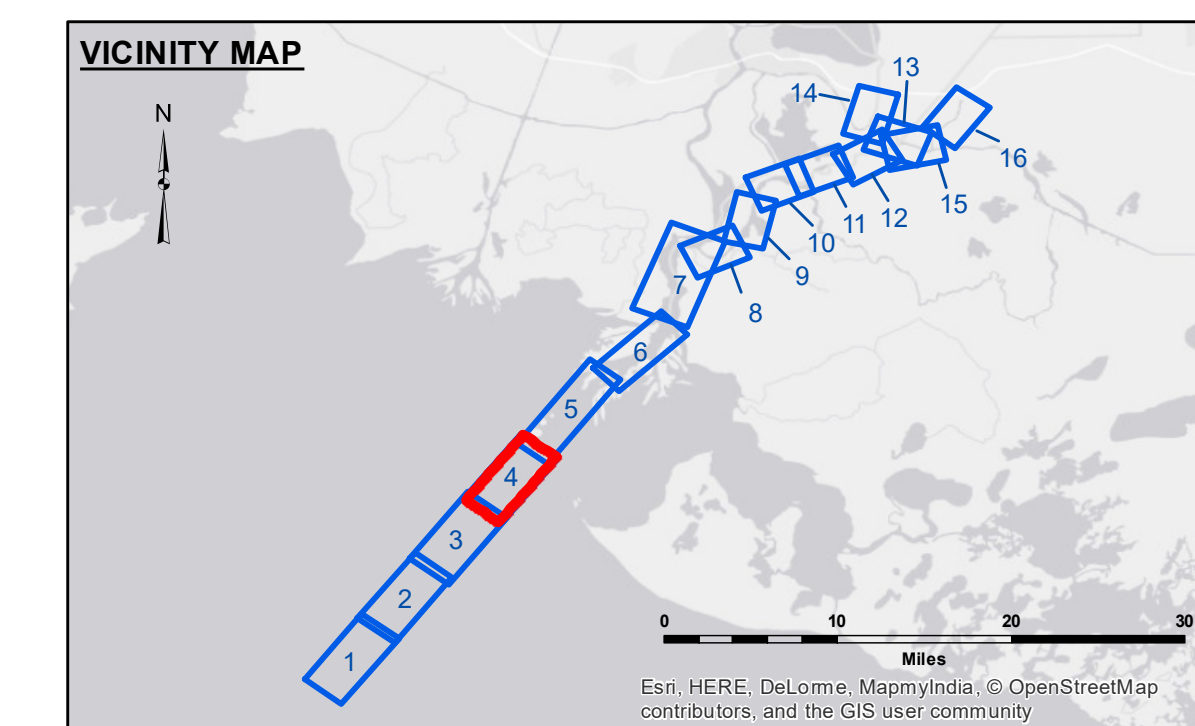 VICINITY MAP
N
13
14
16
15
12
11
10
9
8
7
6
5
4
3
2
1
0 10 20 30
Miles
Esri, HERE, DeLorme, MapmyIndia, © OpenStreetMap
contributors, and the GIS user community